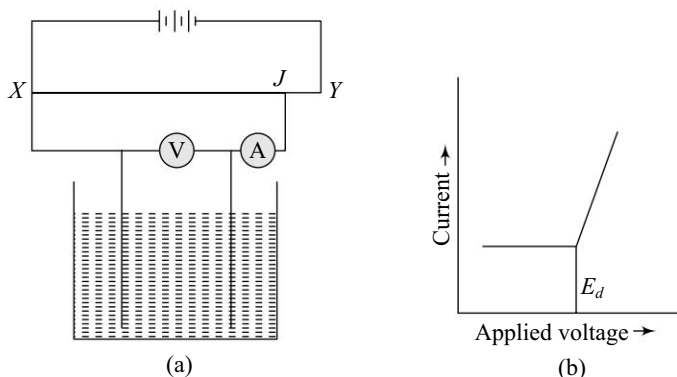 X
J
Y
V
A
(a)
Current →
E_d
Applied voltage →
(b)